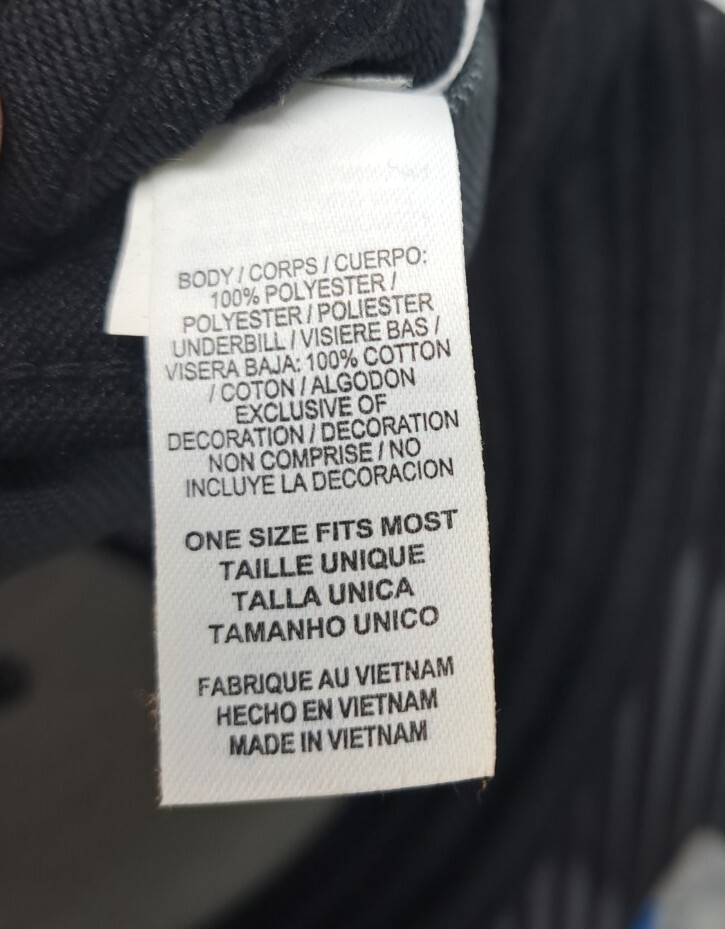 BODY / CORPS / CUERPO:
100% POLYESTER /
POLYESTER / POLIESTER
UNDERBILL / VISIERE BAS /
VISERA BAJA: 100% COTTON
/ COTON / ALGODON
EXCLUSIVE OF
DECORATION / DECORATION
NON COMPRISE / NO
INCLUYE LA DECORACION
ONE SIZE FITS MOST
TAILLE UNIQUE
TALLA UNICA
TAMANHO UNICO
FABRIQUE AU VIETNAM
HECHO EN VIETNAM
MADE IN VIETNAM